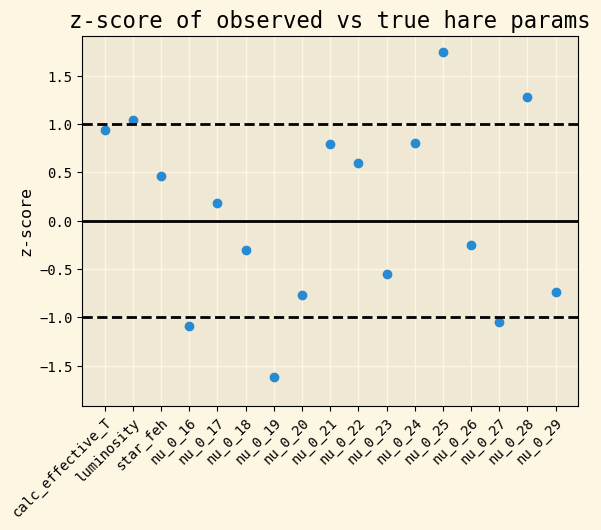 z-score of observed vs true hare params
z-score
1.5
1.0
0.5
0.0
−0.5
−1.0
−1.5
calc_effective_T
luminosity
star_feh
nu_0_16
nu_0_17
nu_0_18
nu_0_19
nu_0_20
nu_0_21
nu_0_22
nu_0_23
nu_0_24
nu_0_25
nu_0_26
nu_0_27
nu_0_28
nu_0_29